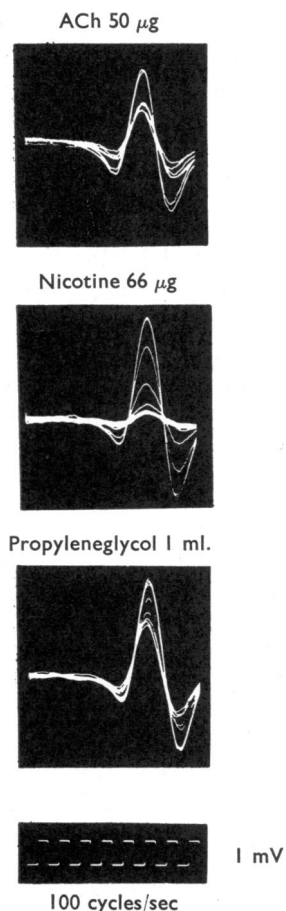 ACh 50 μg
Nicotine 66 μg
Propyleneglycol 1 ml.
1 mV
100 cycles/sec